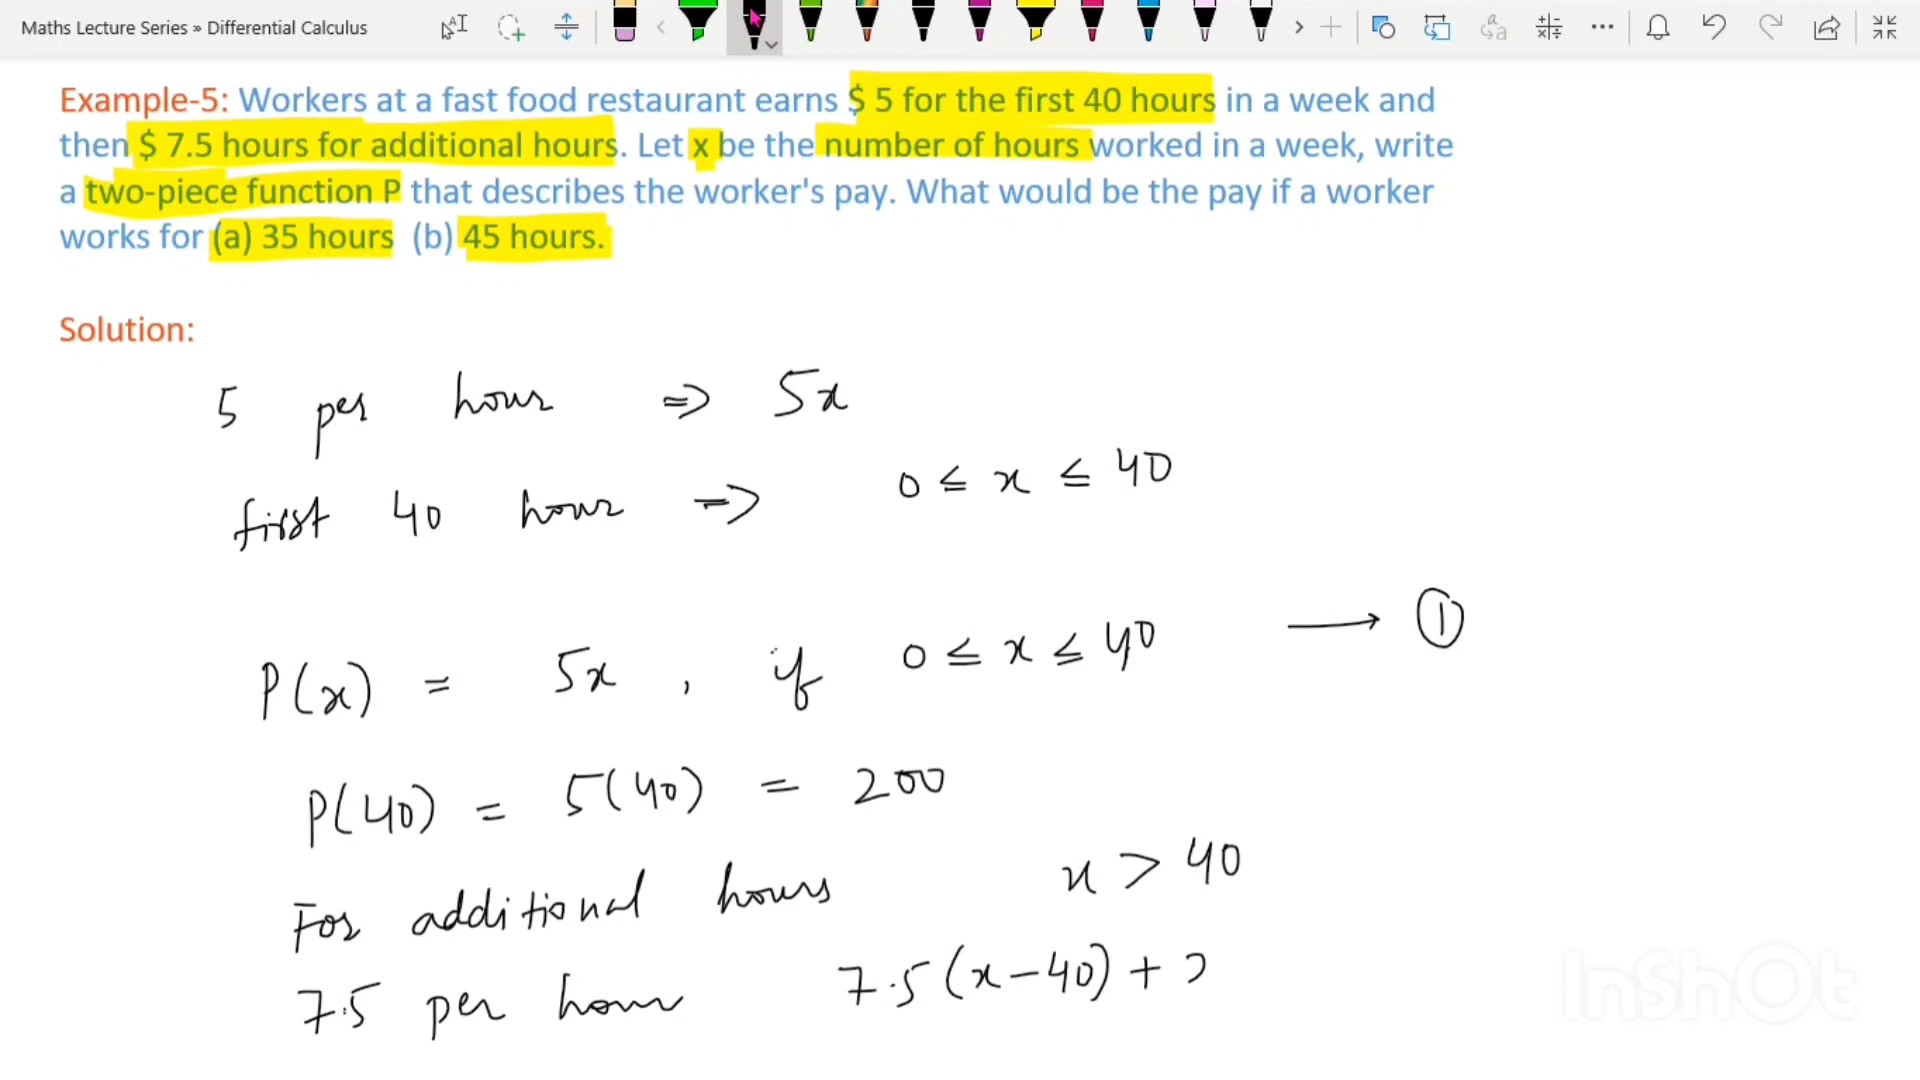 Maths Lecture Series » Differential Calculus
Example-5: Workers at a fast food restaurant earns $ 5 for the first 40 hours in a week and
then $ 7.5 hours for additional hours. Let x be the number of hours worked in a week, write
a two-piece function P that describes the worker's pay. What would be the pay if a worker
works for (a) 35 hours (b) 45 hours.
Solution:
5 per hour => 5x
first 40 hour => 0 ≤ x ≤ 40
P(x) = 5x , if 0 ≤ x ≤ 40 → ①
P(40) = 5(40) = 200
For additional hours x > 40
7.5 per hour 7.5(x-40)+
InShOt